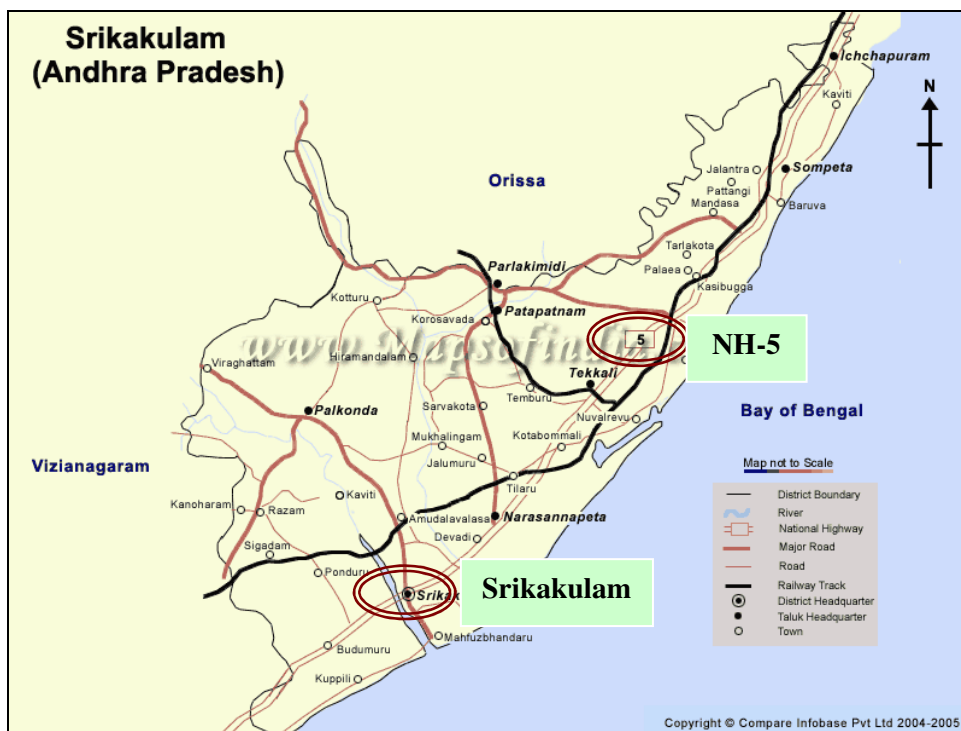 Srikakulam
(Andhra Pradesh)
Ichchapuram
Kaviti
N
Jalantra
Sompeta
Pattangi
Mandasa
Baruva
Orissa
Tarlakota
Palaea
Kasibugga
Parlakimidi
Kotturu
Patapatnam
Korosavada
www.Mapsofindia
5
NH-5
Hiramandalam
Viraghattam
Tekkali
Temburu
Palkonda
Sarvakota
Nuvalrevu
Bay of Bengal
Mukhalingam
Kotabommali
Vizianagaram
Jalumuru
Map not to Scale
Tilaru
Kaviti
Kanoharam
Razam
Amudalavalasa
Narasannapeta
Devadi
Sigadam
Ponduru
Srikak
Srikakulam
Mahfuzbhandaru
Budumuru
Kuppili
District Boundary
River
National Highway
Major Road
Road
Railway Track
District Headquarter
Taluk Headquarter
Town
Copyright © Compare Infobase Pvt Ltd 2004-2005